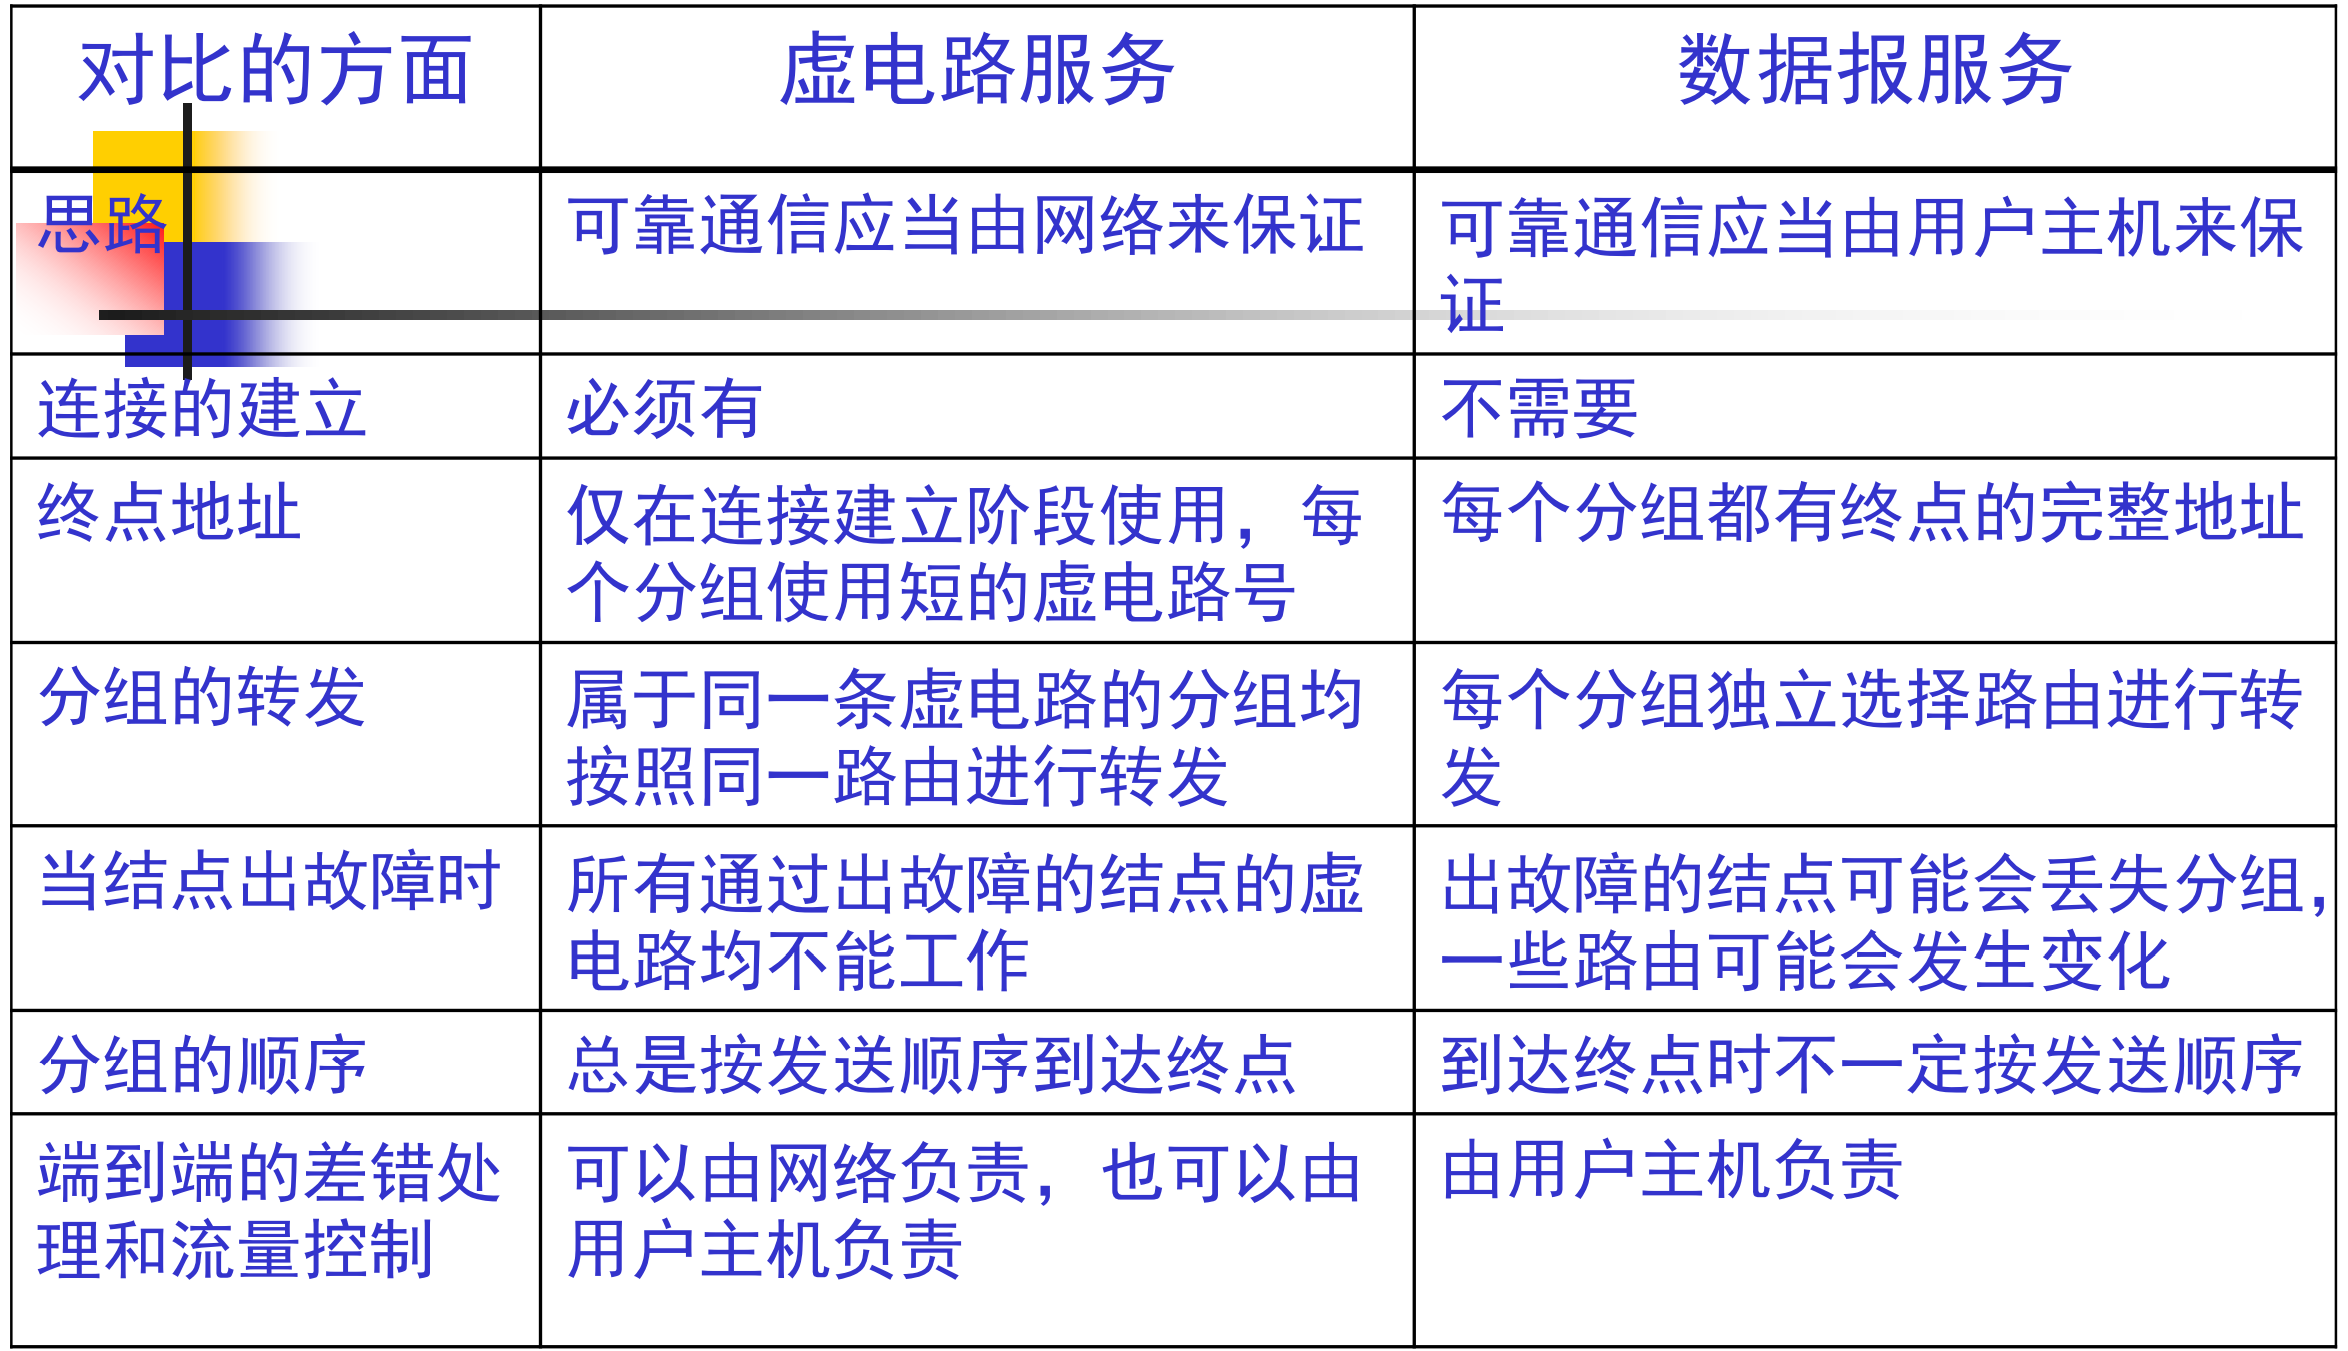 对比的方面
虚电路服务
数据报服务
思路
可靠通信应当由网络来保证
可靠通信应当由用户主机来保
证
连接的建立
必须有
不需要
终点地址
仅在连接建立阶段使用，每
个分组使用短的虚电路号
每个分组都有终点的完整地址
分组的转发
属于同一条虚电路的分组均
按照同一路由进行转发
每个分组独立选择路由进行转
发
当结点出故障时
所有通过出故障的结点的虚
电路均不能工作
出故障的结点可能会丢失分组，
一些路由可能会发生变化
分组的顺序
总是按发送顺序到达终点
到达终点时不一定按发送顺序
端到端的差错处
理和流量控制
可以由网络负责，也可以由
用户主机负责
由用户主机负责